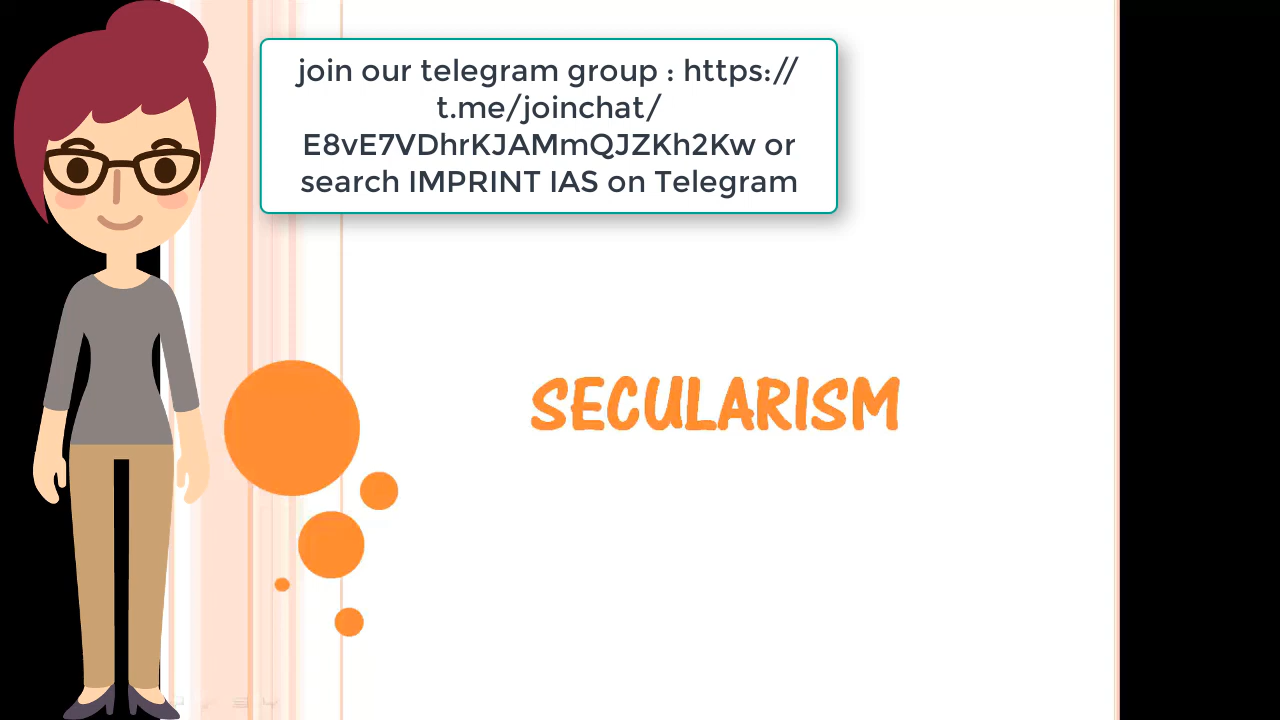 join our telegram group : https://
t.me/joinchat/
E8vE7VDhrKJAMmQJZKh2Kw or
search IMPRINT IAS on Telegram
SECULARISM